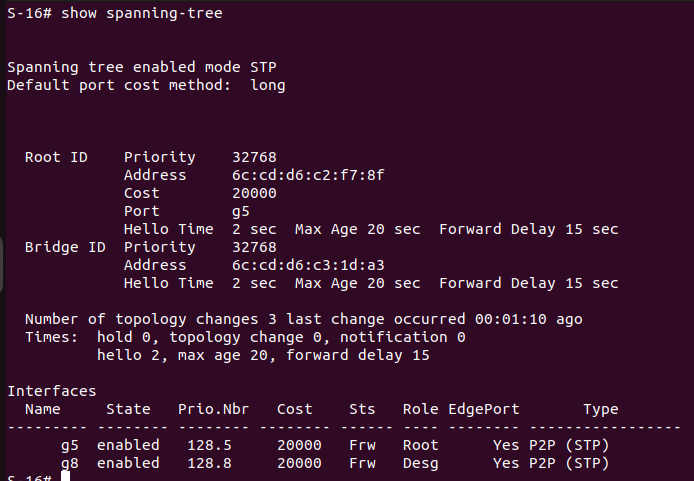 S-16# show spanning-tree
Spanning tree enabled mode STP
Default port cost method:  long
Root ID    Priority    32768
Address     6c:cd:d6:c2:f7:8f
Cost        20000
Port        g5
Hello Time  2 sec  Max Age 20 sec  Forward Delay 15 sec
Bridge ID  Priority    32768
Address     6c:cd:d6:c3:1d:a3
Hello Time  2 sec  Max Age 20 sec  Forward Delay 15 sec
Number of topology changes 3 last change occurred 00:01:10 ago
Times:  hold 0, topology change 0, notification 0
hello 2, max age 20, forward delay 15
Interfaces
Name     State   Prio.Nbr   Cost    Sts   Role EdgePort       Type
--------- -------- --------- -------- ------ ---- -------- -----------------
g5  enabled   128.5     20000   Frw   Root      Yes P2P (STP)
g8  enabled   128.8     20000   Frw   Desg      Yes P2P (STP)
S-16#